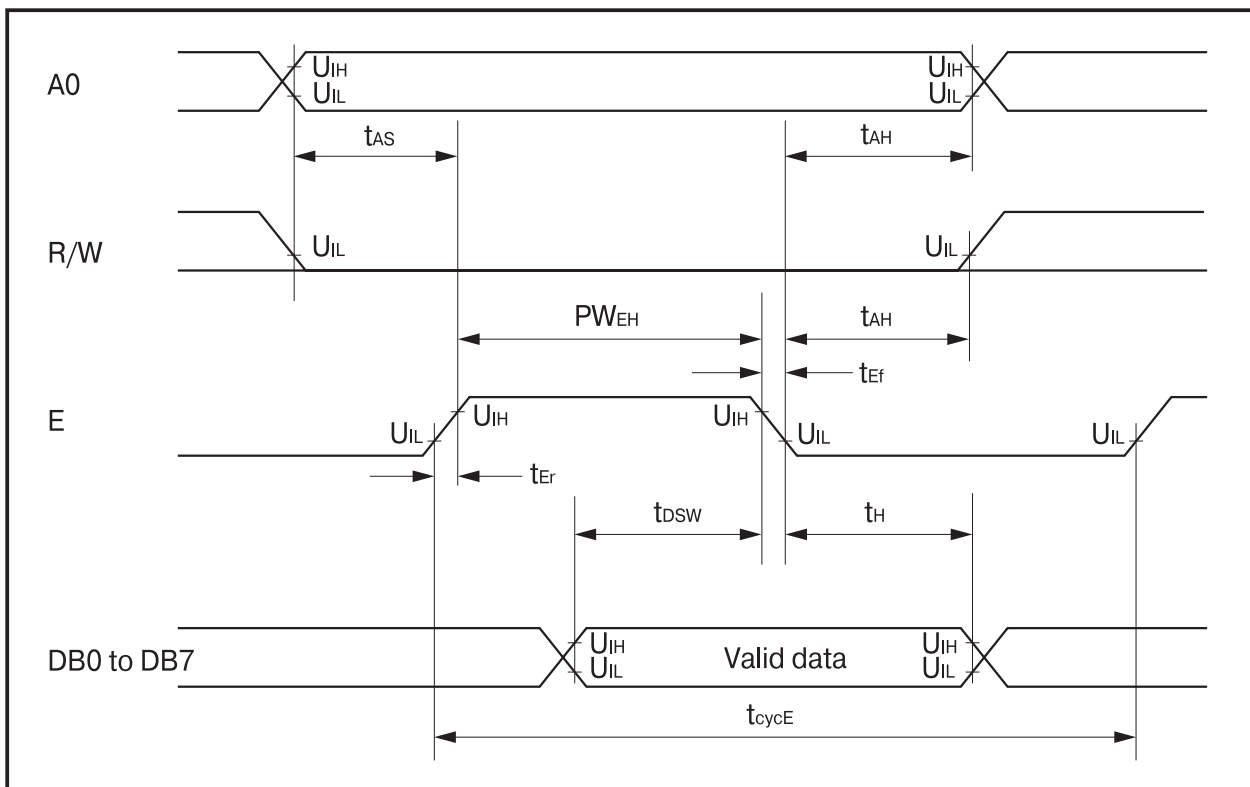 A0
UIH
UIL
UIH
UIL
tAS
tAH
R/W
UIL
UIL
PWEH
tAH
tEf
E
UIL
UIH
UIH
UIL
UIL
tEr
tDSW
tH
DB0 to DB7
UIH
UIL
Valid data
UIH
UIL
tcycE